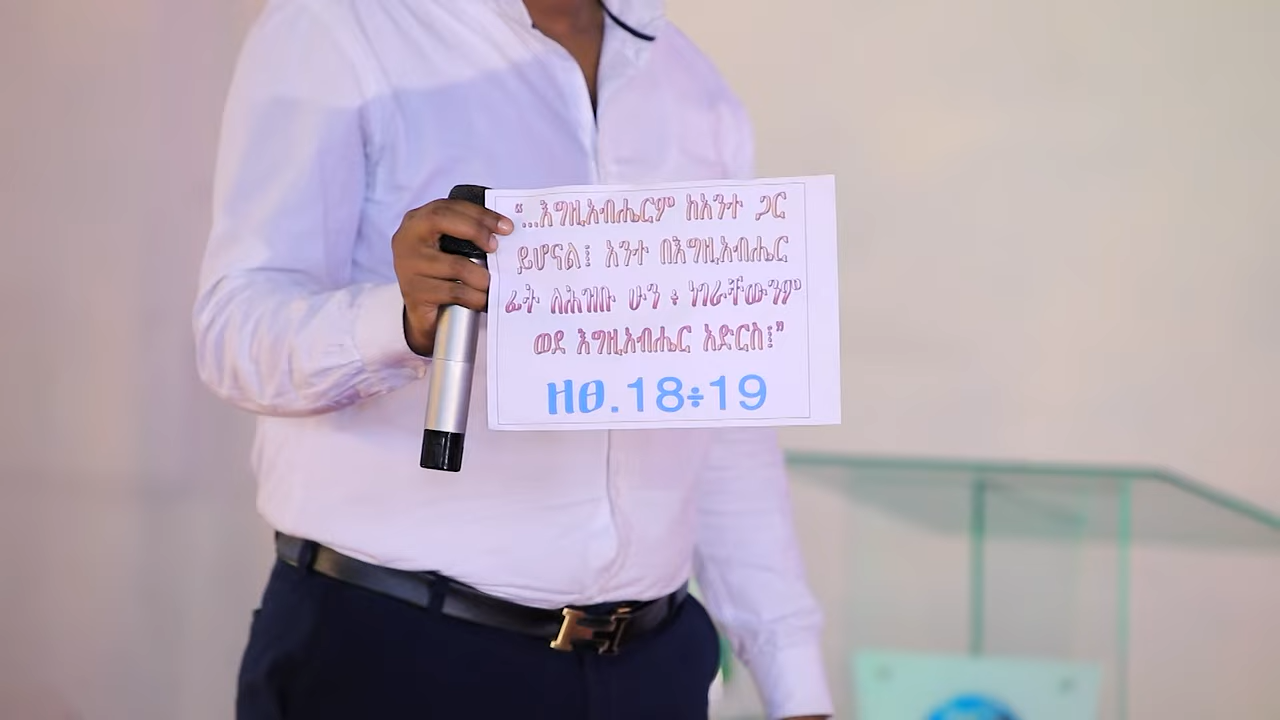 “...እግዚአብሔርም ከአንተ ጋር
ይሆናል፤ አንተ በእግዚአብሔር
ፊት ለሕዝቡ ሁን ፥ ነገራቸውንም
ወደ እግዚአብሔር አድርስ፤”
ዘፀ.18÷19